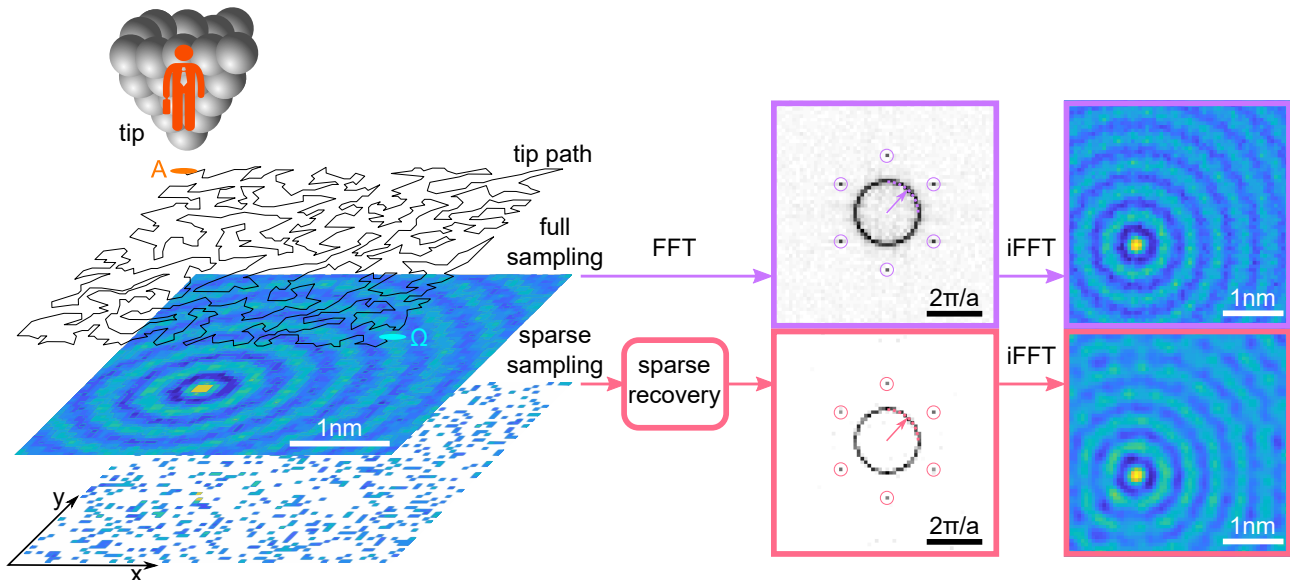 tip
A
tip path
full
sampling
FFT
iFFT
2π/a
1nm
Ω
sparse
sampling
sparse
recovery
iFFT
1nm
2π/a
1nm
y
x